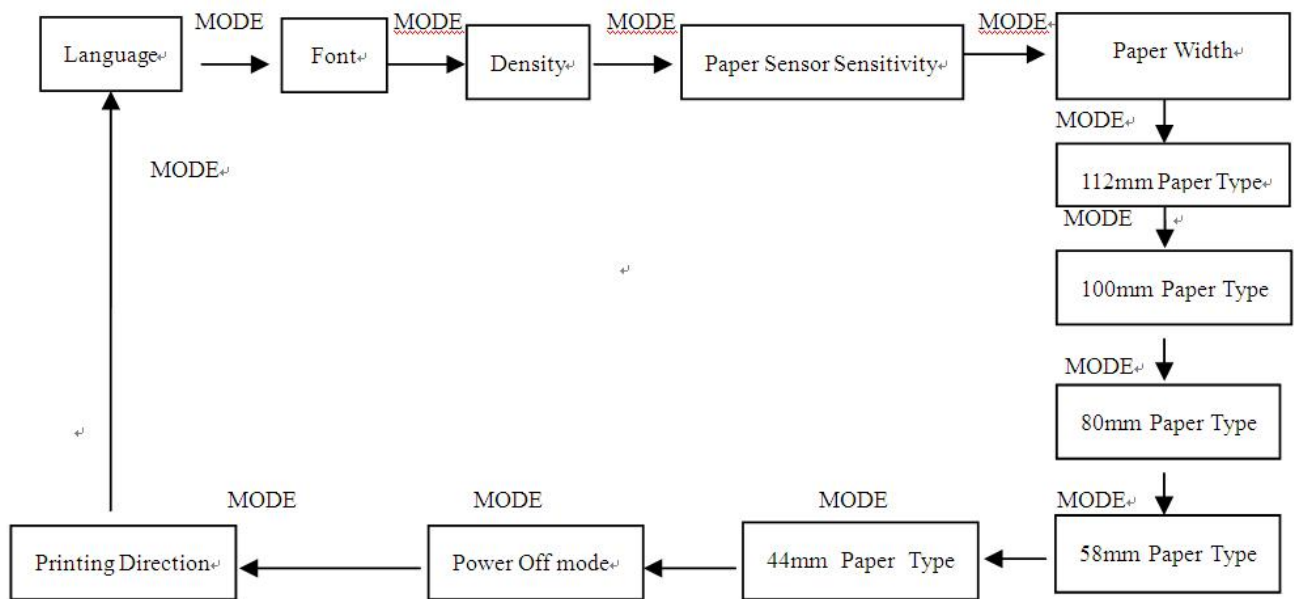 MODE
MODE
MODE
MODE
Language
Font
Density
Paper Sensor Sensitivity
Paper Width
MODE
MODE
112mm Paper Type
MODE
100mm Paper Type
MODE
80mm Paper Type
MODE
MODE
MODE
MODE
Printing Direction
Power Off mode
44mm Paper Type
58mm Paper Type